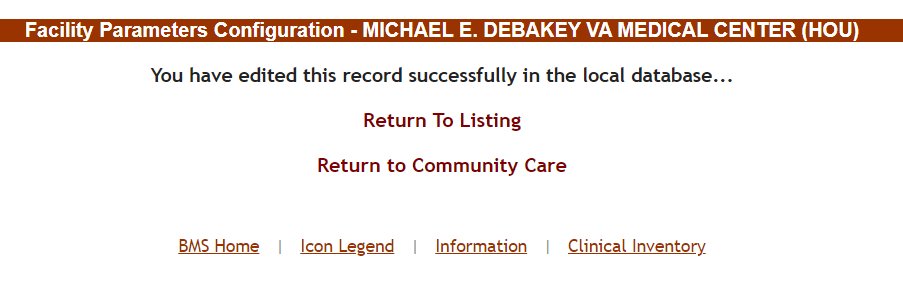 Facility Parameters Configuration - MICHAEL E. DEBAKEY VA MEDICAL CENTER (HOU)
You have edited this record successfully in the local database...
Return To Listing
Return to Community Care
BMS Home | Icon Legend | Information | Clinical Inventory